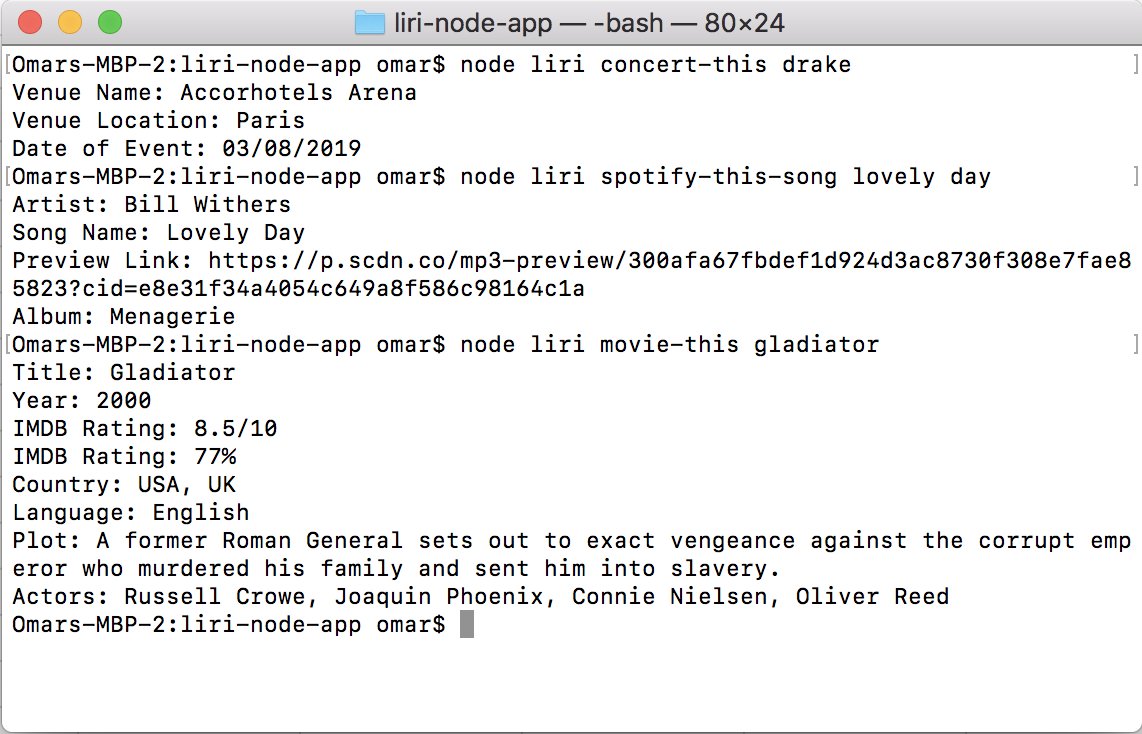 liri-node-app — -bash — 80×24
[Omars-MBP-2:liri-node-app omar$ node liri concert-this drake ]
Venue Name: Accorhotels Arena
Venue Location: Paris
Date of Event: 03/08/2019
[Omars-MBP-2:liri-node-app omar$ node liri spotify-this-song lovely day ]
Artist: Bill Withers
Song Name: Lovely Day
Preview Link: https://p.scdn.co/mp3-preview/300afa67fbdef1d924d3ac8730f308e7fae8
5823?cid=e8e31f34a4054c649a8f586c98164c1a
Album: Menagerie
[Omars-MBP-2:liri-node-app omar$ node liri movie-this gladiator ]
Title: Gladiator
Year: 2000
IMDB Rating: 8.5/10
IMDB Rating: 77%
Country: USA, UK
Language: English
Plot: A former Roman General sets out to exact vengeance against the corrupt emp
eror who murdered his family and sent him into slavery.
Actors: Russell Crowe, Joaquin Phoenix, Connie Nielsen, Oliver Reed
Omars-MBP-2:liri-node-app omar$